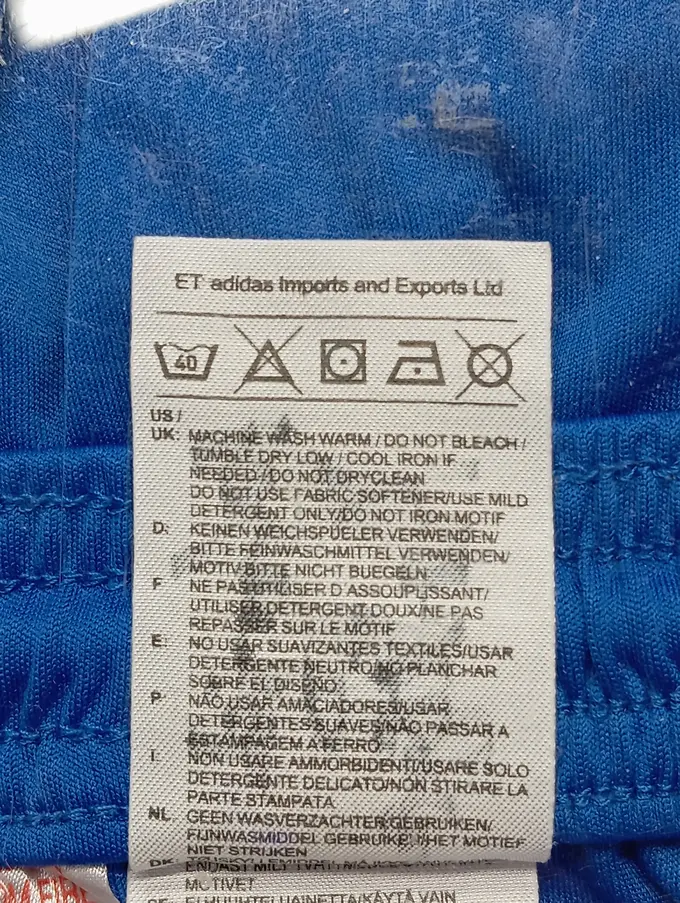 ET adidas Imports and Exports Ltd
40
US /
UK: MACHINE WASH WARM / DO NOT BLEACH /
TUMBLE DRY LOW / COOL IRON IF
NEEDED / DO NOT DRYCLEAN
DO NOT USE FABRIC SOFTENER/USE MILD
DETERGENT ONLY/DO NOT IRON MOTIF
D: KEINEN WEICHSPUELER VERWENDEN/
BITTE FEINWASCHMITTEL VERWENDEN/
MOTIV BITTE NICHT BUEGELN
F NE PAS UTILISER D ASSOUPLISSANT/
UTILISER DETERGENT DOUX/NE PAS
REPASSER SUR LE MOTIF
E: NO USAR SUAVIZANTES TEXTILES/USAR
DETERGENTE NEUTRO/NO PLANCHAR
SOBRE EL DISENO
P NÃO USAR AMACIADORES/USAR
DETERGENTES SUAVES/NÃO PASSAR A
ESTAMPAGEM A FERRO
I: NON USARE AMMORBIDENTI/USARE SOLO
DETERGENTE DELICATO/NON STIRARE LA
PARTE STAMPATA
NL GEEN WASVERZACHTER GEBRUIKEN/
FIJNWASMIDDEL GEBRUIKEN/HET MOTIEF
NIET STRIJKEN
ENDAST MILT
MOTIVET